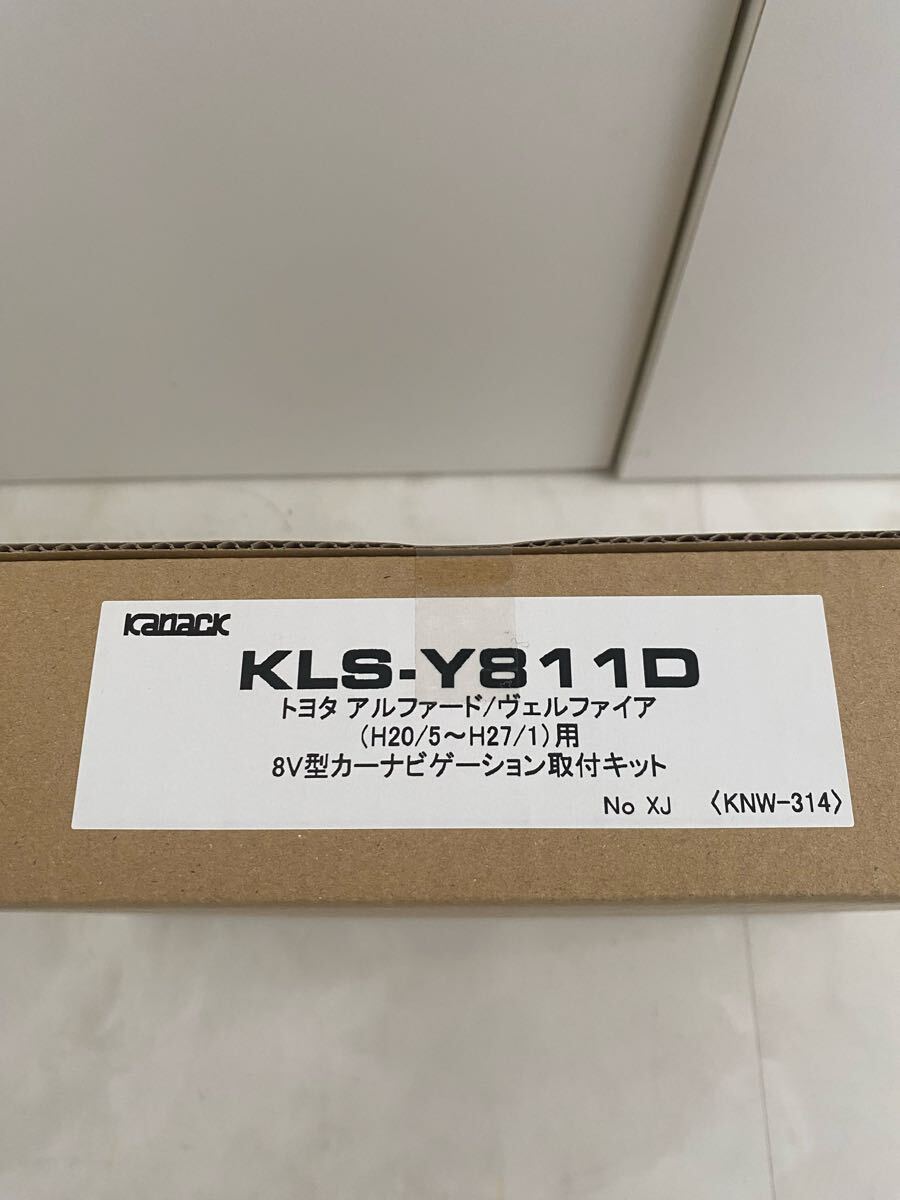 Kanack
KLS-Y811D
トヨタ アルファード/ヴェルファイア
(H20/5～H27/1)用
8V型カーナビゲーション取付キット
No XJ 〈KNW-314〉